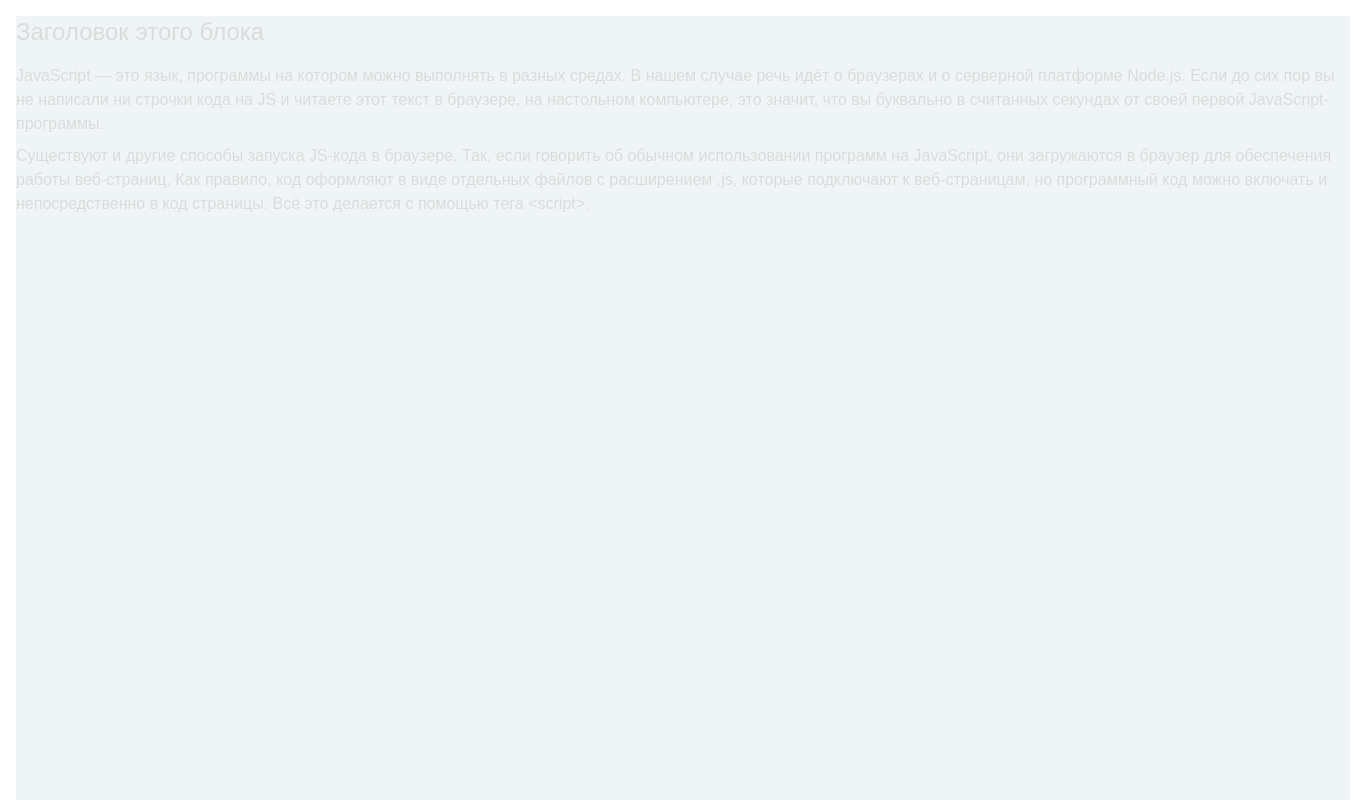 Заголовок этого блока
JavaScript — это язык, программы на котором можно выполнять в разных средах. В нашем случае речь идёт о браузерах и о серверной платформе Node.js. Если до сих пор вы
не написали ни строчки кода на JS и читаете этот текст в браузере, на настольном компьютере, это значит, что вы буквально в считанных секундах от своей первой JavaScript-
программы.
Существуют и другие способы запуска JS-кода в браузере. Так, если говорить об обычном использовании программ на JavaScript, они загружаются в браузер для обеспечения
работы веб-страниц. Как правило, код оформляют в виде отдельных файлов с расширением .js, которые подключают к веб-страницам, но программный код можно включать и
непосредственно в код страницы. Всё это делается с помощью тега <script>.